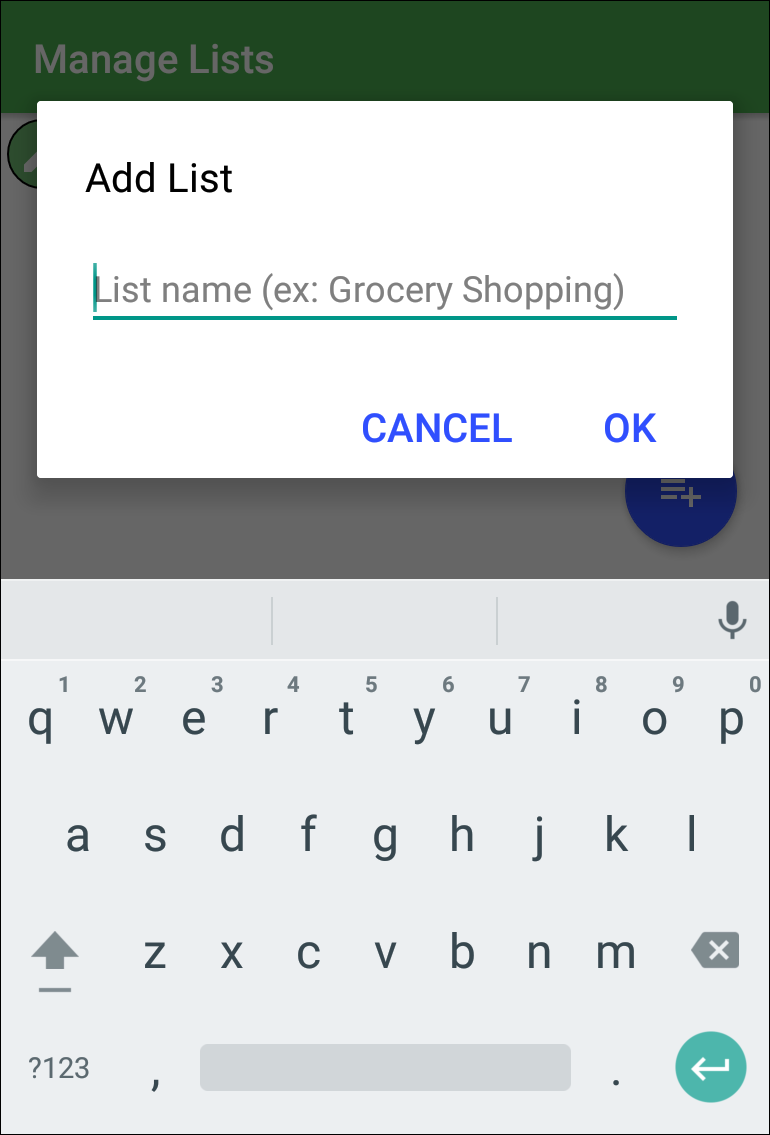 Manage Lists
Add List
List name (ex: Grocery Shopping)
CANCEL OK
1 2 3 4 5 6 7 8 9 0
q w e r t y u i o p
a s d f g h j k l
z x c v b n m
?123 , .